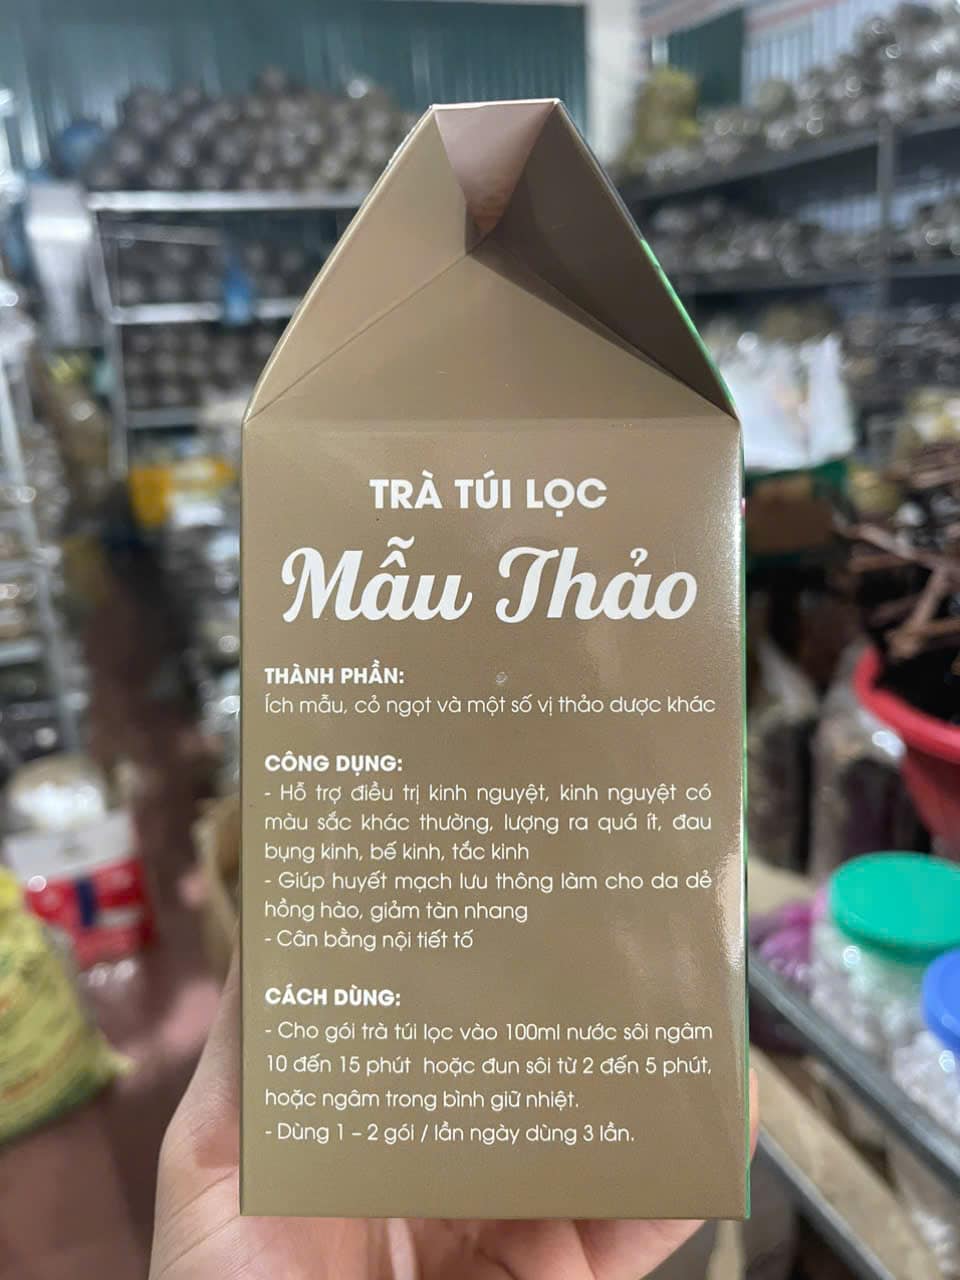 TRÀ TÚI LỌC
Mẫu Thảo
THÀNH PHẦN:
Ích mẫu, cỏ ngọt và một số vị thảo dược khác
CÔNG DỤNG:
- Hỗ trợ điều trị kinh nguyệt, kinh nguyệt có
màu sắc khác thường, lượng ra quá ít, đau
bụng kinh, bế kinh, tắc kinh
- Giúp huyết mạch lưu thông làm cho da dẻ
hồng hào, giảm tàn nhang
- Cân bằng nội tiết tố
CÁCH DÙNG:
- Cho gói trà túi lọc vào 100ml nước sôi ngâm
10 đến 15 phút hoặc đun sôi từ 2 đến 5 phút,
hoặc ngâm trong bình giữ nhiệt.
- Dùng 1 – 2 gói / lần ngày dùng 3 lần.